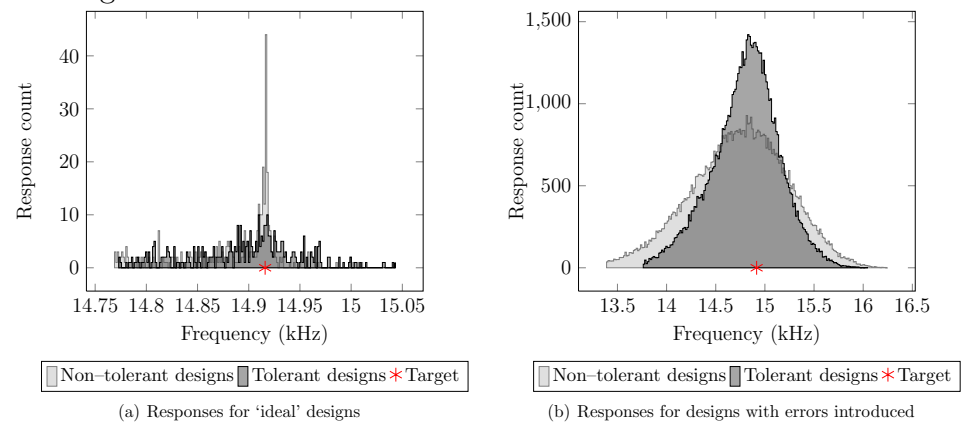 40
30
20
10
0
Response count
14.75 14.8 14.85 14.9 14.95 15 15.05
Frequency (kHz)
Non–tolerant designs Tolerant designs Target
(a) Responses for ‘ideal’ designs
1,500
1,000
500
0
Response count
13.5 14 14.5 15 15.5 16 16.5
Frequency (kHz)
Non–tolerant designs Tolerant designs Target
(b) Responses for designs with errors introduced